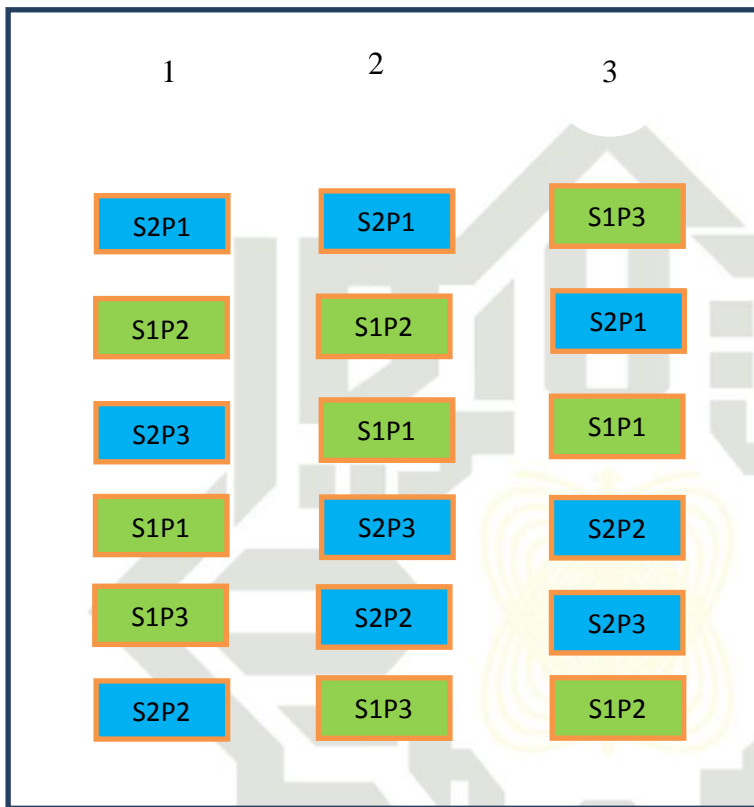 1 2 3
S2P1 S2P1 S1P3
S1P2 S1P2 S2P1
S2P3 S1P1 S1P1
S1P1 S2P3 S2P2
S1P3 S2P2 S2P3
S2P2 S1P3 S1P2